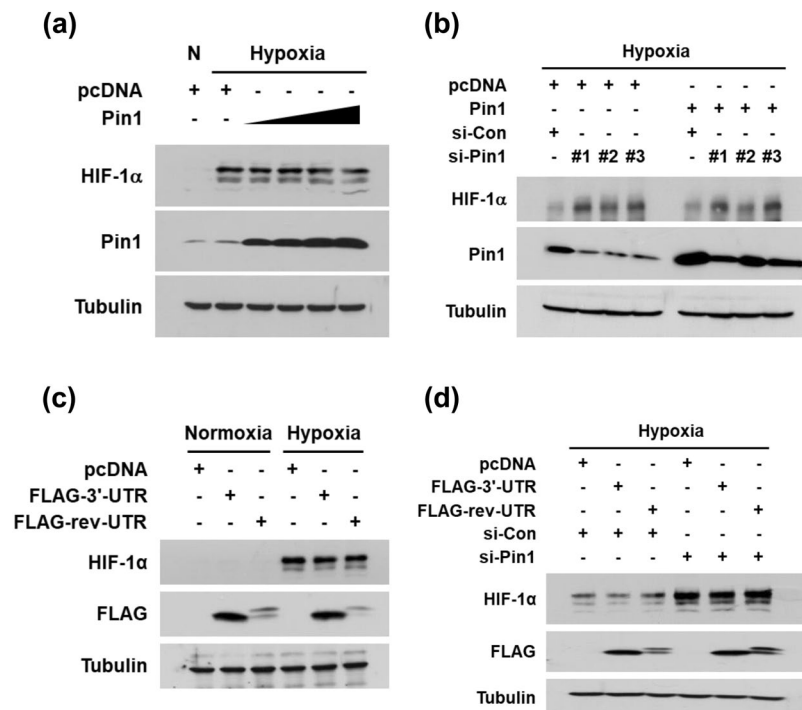 (a)
N Hypoxia
pcDNA + + - - - -
Pin1 - -
HIF-1α
Pin1
Tubulin
(b)
Hypoxia
pcDNA + + + + - - - -
Pin1 - - - - + + + +
si-Con + - - - + - - -
si-Pin1 - #1 #2 #3 - #1 #2 #3
HIF-1α
Pin1
Tubulin
(c)
Normoxia Hypoxia
pcDNA + - - + - -
FLAG-3'-UTR - + - - + -
FLAG-rev-UTR - - + - - +
HIF-1α
FLAG
Tubulin
(d)
Hypoxia
pcDNA + - - + - -
FLAG-3'-UTR - + - - + -
FLAG-rev-UTR - - + - - +
si-Con + + + - - -
si-Pin1 - - - + + +
HIF-1α
FLAG
Tubulin